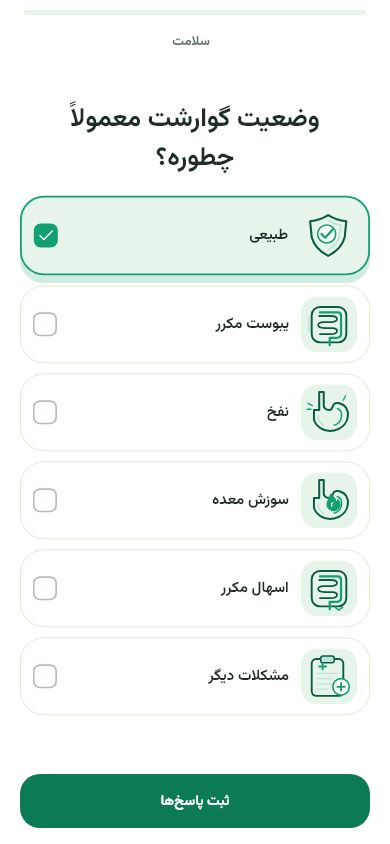 سلامت
وضعیت گوارشت معمولاً
چطوره؟
طبیعی
یبوست مکرر
نفخ
سوزش معده
اسهال مکرر
مشکلات دیگر
ثبت پاسخ‌ها